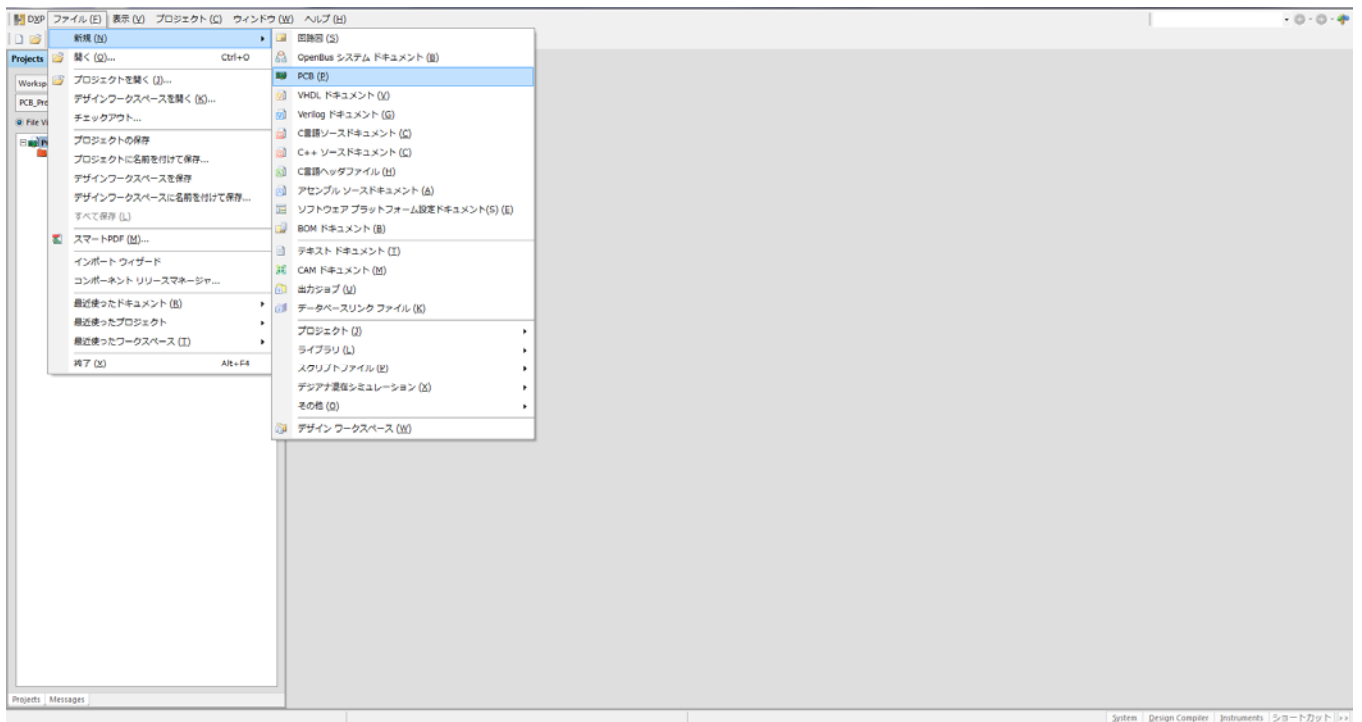 DXP ファイル (F) 表示 (V) プロジェクト (C) ウィンドウ (W) ヘルプ (H)
新規 (N)
開く (O)... Ctrl+O
プロジェクトを開く (J)...
デザインワークスペースを開く (K)...
チェックアウト...
プロジェクトの保存
プロジェクトに名前を付けて保存...
デザインワークスペースを保存
デザインワークスペースに名前を付けて保存...
すべて保存 (L)
スマートPDF (M)...
インポート ウィザード
コンポーネント リリースマネージャ...
最近使ったドキュメント (R)
最近使ったプロジェクト
最近使ったワークスペース (T)
終了 (X) Alt+F4
回路図 (S)
OpenBus システム ドキュメント (B)
PCB (P)
VHDL ドキュメント (V)
Verilog ドキュメント (G)
C言語ソースドキュメント (C)
C++ ソースドキュメント (C)
C言語ヘッダファイル (H)
アセンブル ソースドキュメント (A)
ソフトウェア プラットフォーム設定ドキュメント(S) (E)
BOM ドキュメント (B)
テキスト ドキュメント (T)
CAM ドキュメント (M)
出力ジョブ (U)
データベースリンク ファイル (K)
プロジェクト (J)
ライブラリ (L)
スクリプトファイル (P)
デジアナ混在シミュレーション (X)
その他 (O)
デザイン ワークスペース (W)
Projects
Worksp
PCB_Pro
File Vi
Projects Messages
System Design Compiler Instruments ショートカット >>